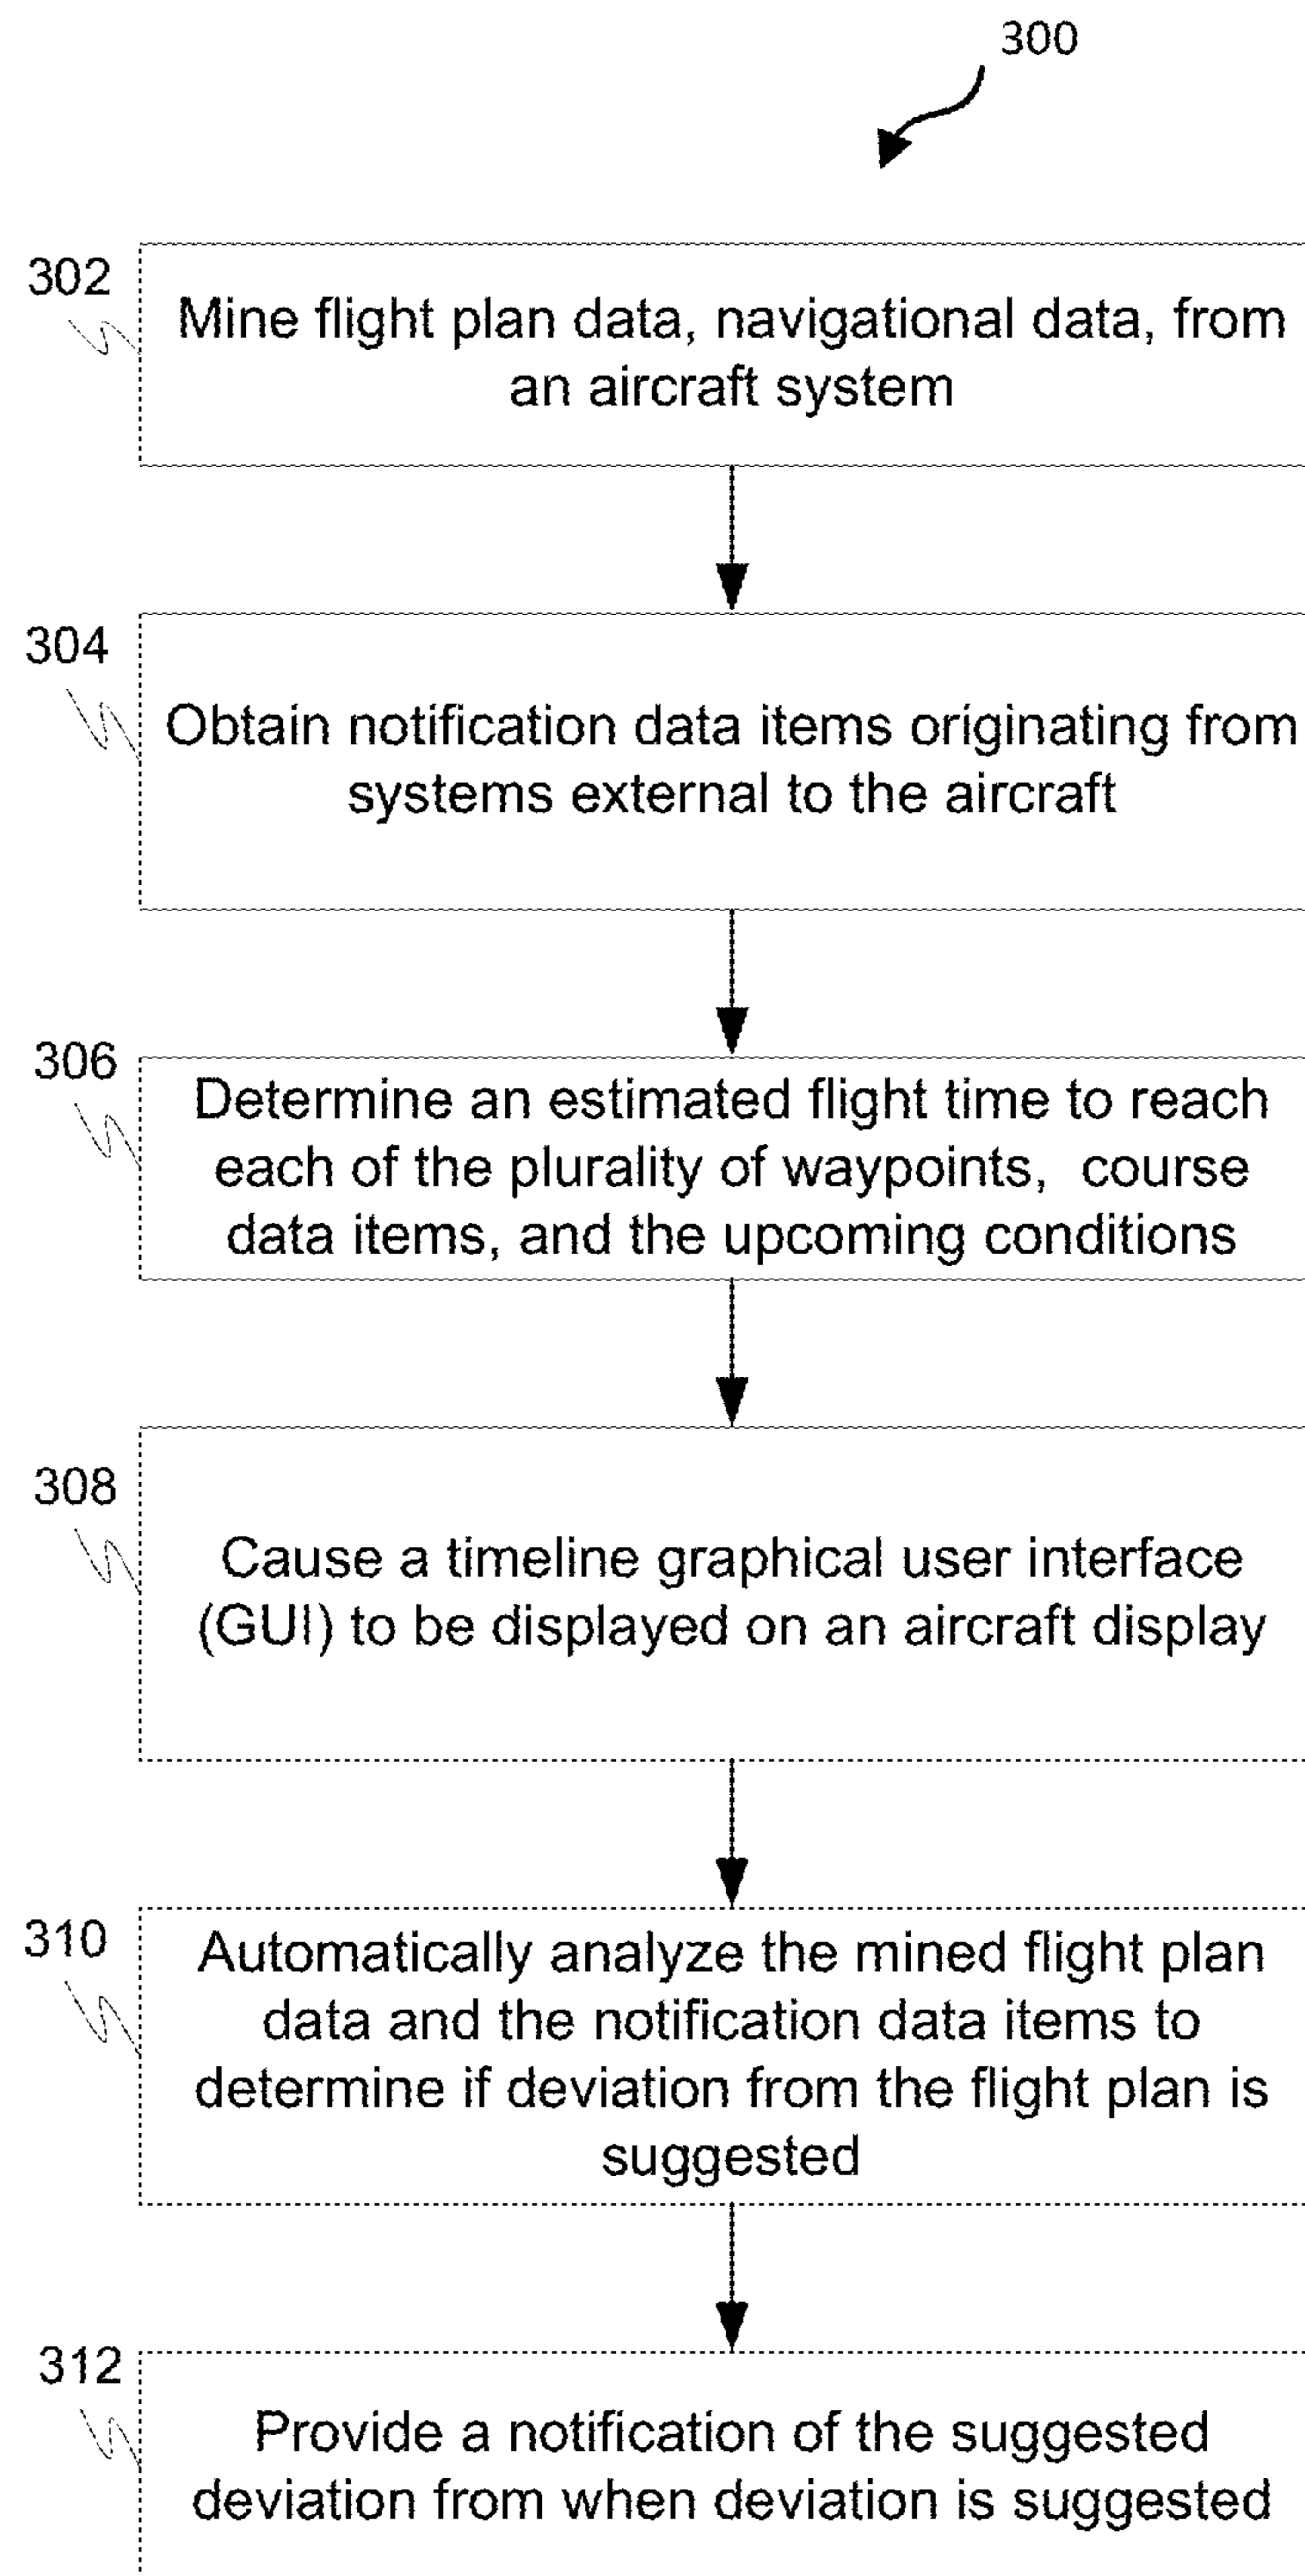 300
302
Mine flight plan data, navigational data, from
an aircraft system
304
Obtain notification data items originating from
systems external to the aircraft
306
Determine an estimated flight time to reach
each of the plurality of waypoints, course
data items, and the upcoming conditions
308
Cause a timeline graphical user interface
(GUI) to be displayed on an aircraft display
310
Automatically analyze the mined flight plan
data and the notification data items to
determine if deviation from the flight plan is
suggested
312
Provide a notification of the suggested
deviation from when deviation is suggested